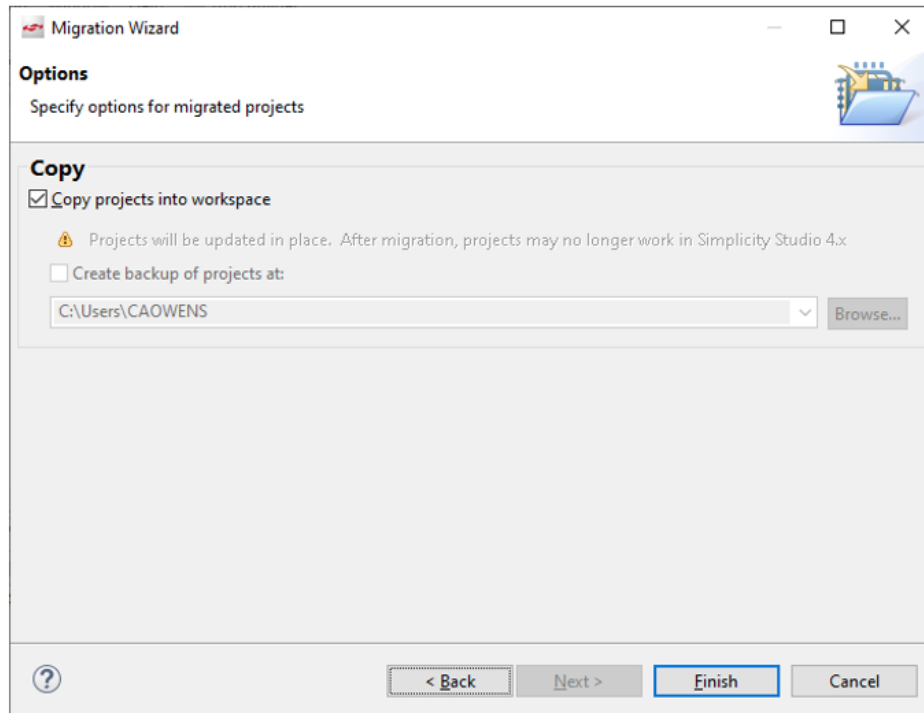 Migration Wizard
Options
Specify options for migrated projects
Copy
Copy projects into workspace
Projects will be updated in place. After migration, projects may no longer work in Simplicity Studio 4.x
Create backup of projects at:
C:\Users\CAOWENS
Browse...
?
< Back
Next >
Finish
Cancel